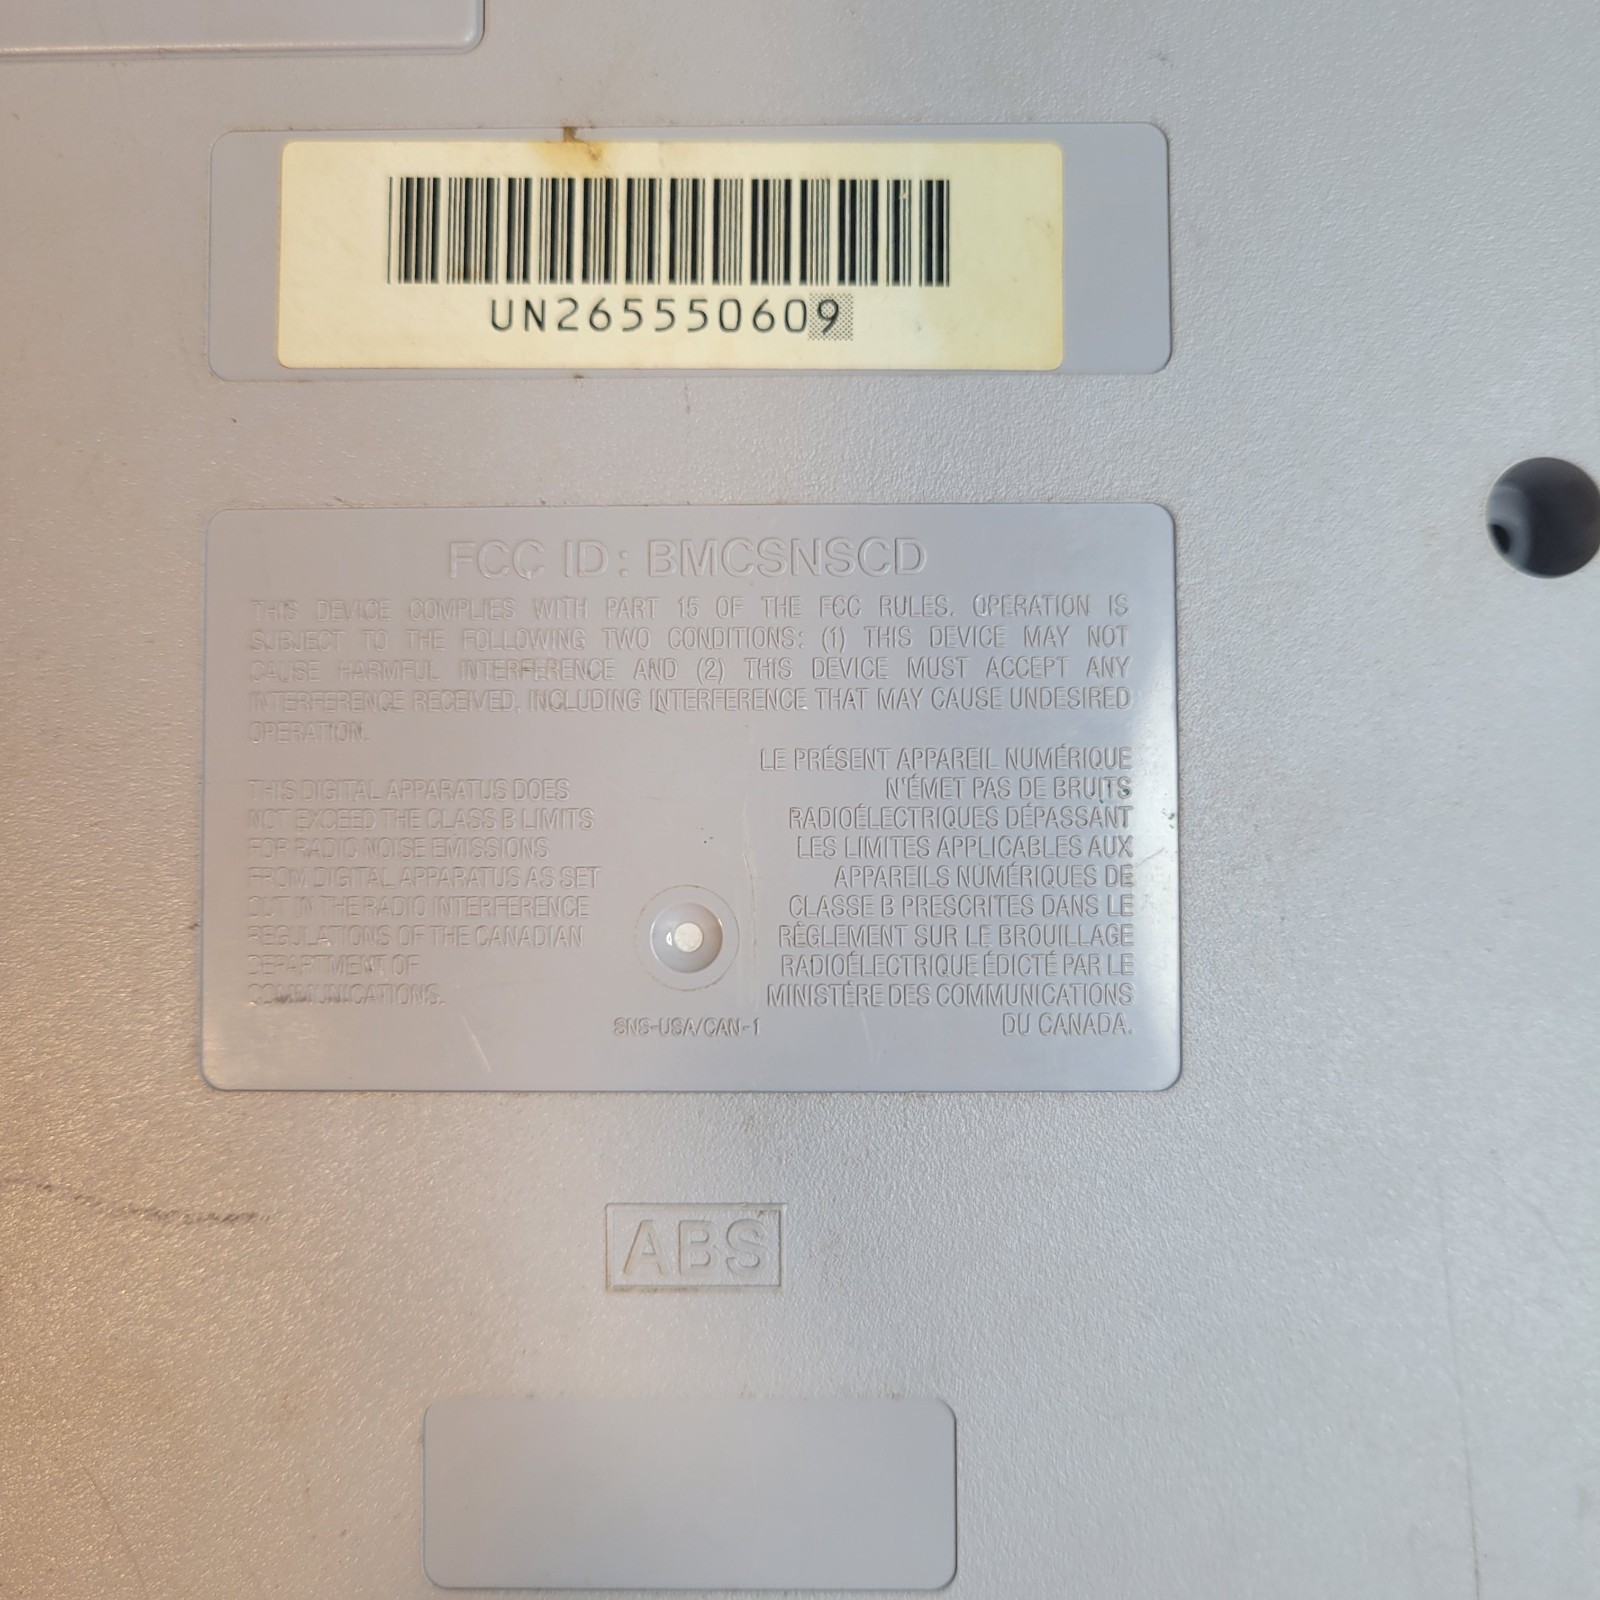 UN265550609
FCC ID: BMCSNSCD
THIS DEVICE COMPLIES WITH PART 15 OF THE FCC RULES. OPERATION IS
SUBJECT TO THE FOLLOWING TWO CONDITIONS: (1) THIS DEVICE MAY NOT
CAUSE HARMFUL INTERFERENCE AND (2) THIS DEVICE MUST ACCEPT ANY
INTERFERENCE RECEIVED, INCLUDING INTERFERENCE THAT MAY CAUSE UNDESIRED
OPERATION.
THIS DIGITAL APPARATUS DOES
NOT EXCEED THE CLASS B LIMITS
FOR RADIO NOISE EMISSIONS
FROM DIGITAL APPARATUS AS SET
OUT IN THE RADIO INTERFERENCE
REGULATIONS OF THE CANADIAN
DEPARTMENT OF
COMMUNICATIONS.
LE PRÉSENT APPAREIL NUMÉRIQUE
N'ÉMET PAS DE BRUITS
RADIOÉLECTRIQUES DÉPASSANT
LES LIMITES APPLICABLES AUX
APPAREILS NUMÉRIQUES DE
CLASSE B PRESCRITES DANS LE
RÉGLEMENT SUR LE BROUILLAGE
RADIOÉLECTRIQUE ÉDICTÉ PAR LE
MINISTÉRE DES COMMUNICATIONS
DU CANADA.
SNS-USA/CAN-1
ABS